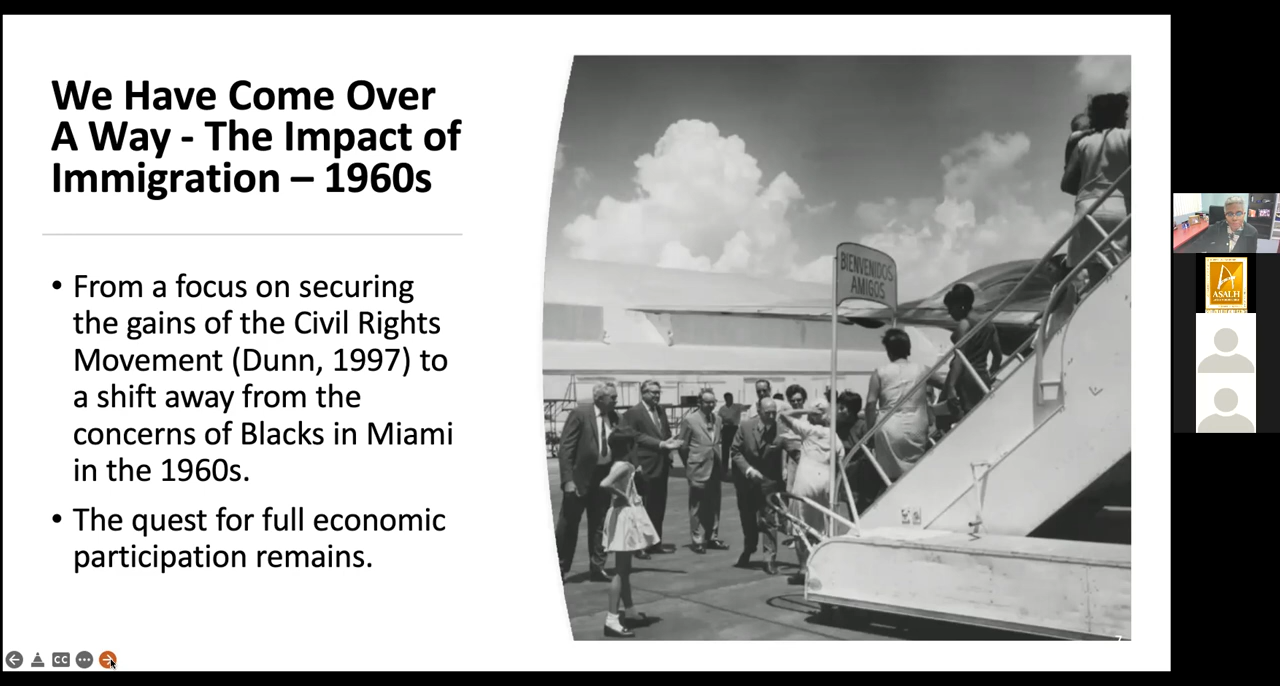 We Have Come Over
A Way - The Impact of
Immigration – 1960s
• From a focus on securing
the gains of the Civil Rights
Movement (Dunn, 1997) to
a shift away from the
concerns of Blacks in Miami
in the 1960s.
• The quest for full economic
participation remains.
BIENVENIDOS
AMIGOS
ASALH
CC